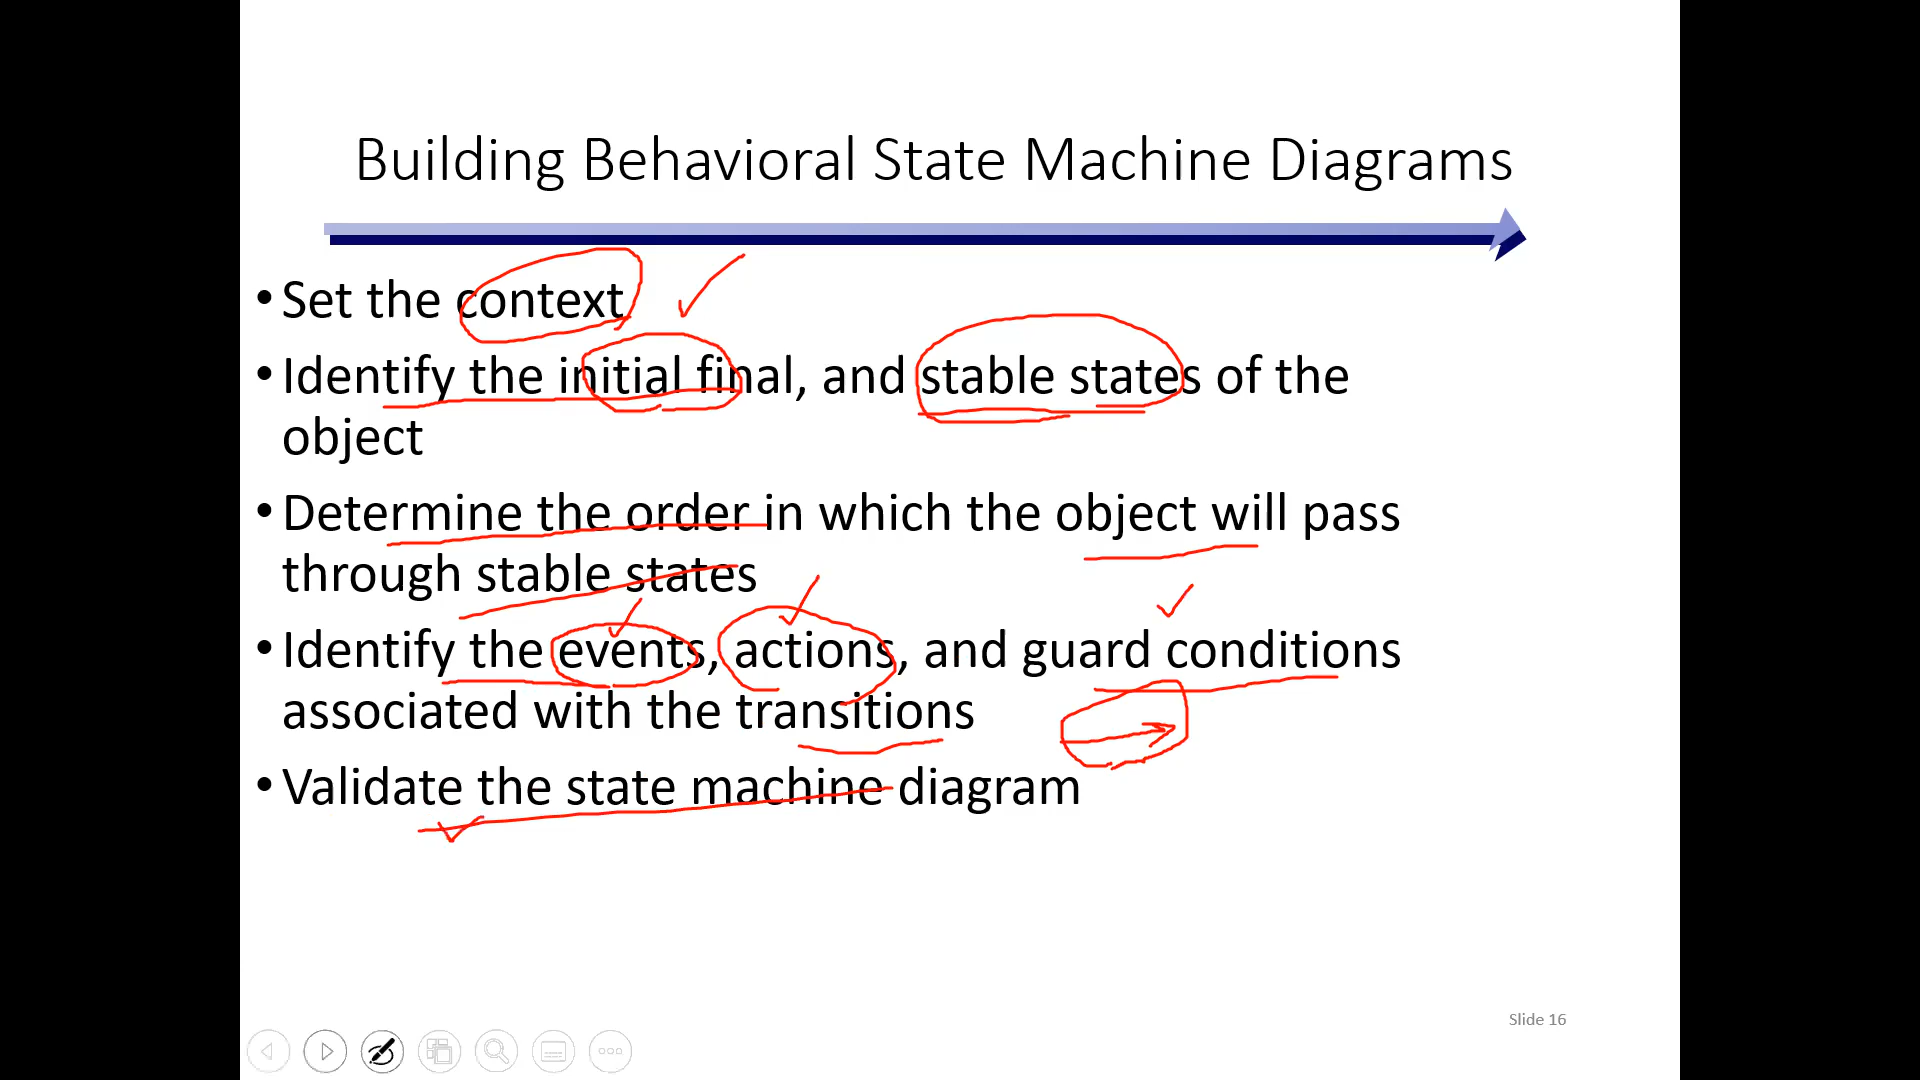 Building Behavioral State Machine Diagrams
• Set the context
• Identify the initial final, and stable states of the
object
• Determine the order in which the object will pass
through stable states
• Identify the events, actions, and guard conditions
associated with the transitions
• Validate the state machine diagram
Slide 16